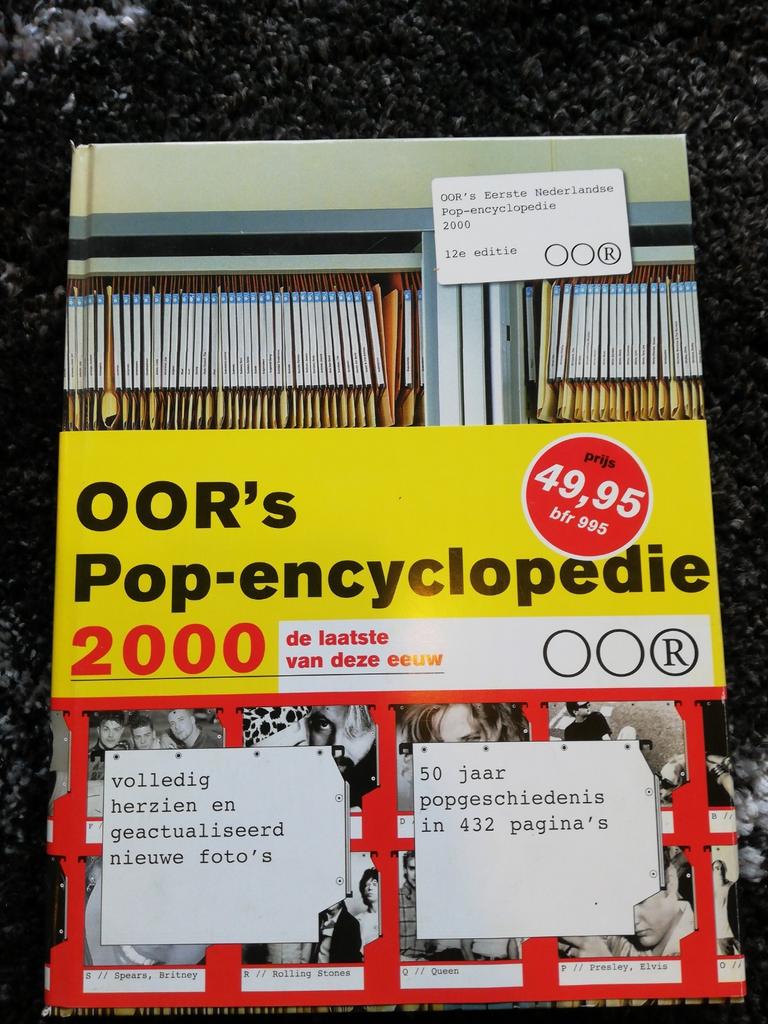 OOR's Eerste Nederlandse
Pop-encyclopedie
2000
12e editie
OOR
OOR's
Pop-encyclopedie
prijs
49,95
bfr 995
2000
de laatste
van deze eeuw
OOR
volledig
herzien en
geactualiseerd
nieuwe foto's
50 jaar
popgeschiedenis
in 432 pagina's
F /
D
B //
S // Spears, Britney
R // Rolling Stones
Q // Queen
P // Presley, Elvis
O //